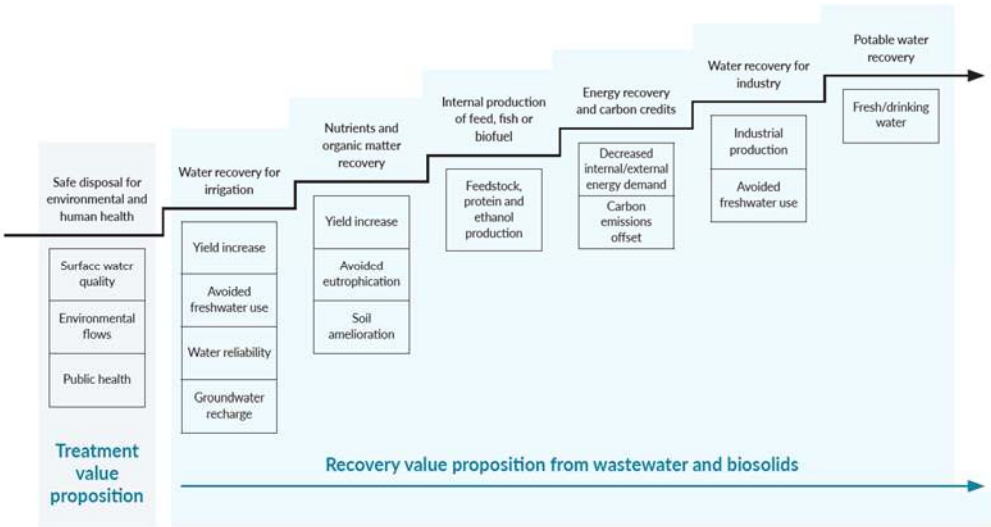 Safe disposal for
environmental and
human health
Surface water
quality
Environmental
flows
Public health
Treatment
value
proposition
Water recovery for
irrigation
Yield increase
Avoided
freshwater use
Water reliability
Groundwater
recharge
Nutrients and
organic matter
recovery
Yield increase
Avoided
eutrophication
Soil
amelioration
Internal production
of feed, fish or
biofuel
Feedstock,
protein and
ethanol
production
Energy recovery
and carbon credits
Decreased
internal/external
energy demand
Carbon
emissions
offset
Water recovery for
industry
Industrial
production
Avoided
freshwater use
Potable water
recovery
Fresh/drinking
water
Recovery value proposition from wastewater and biosolids